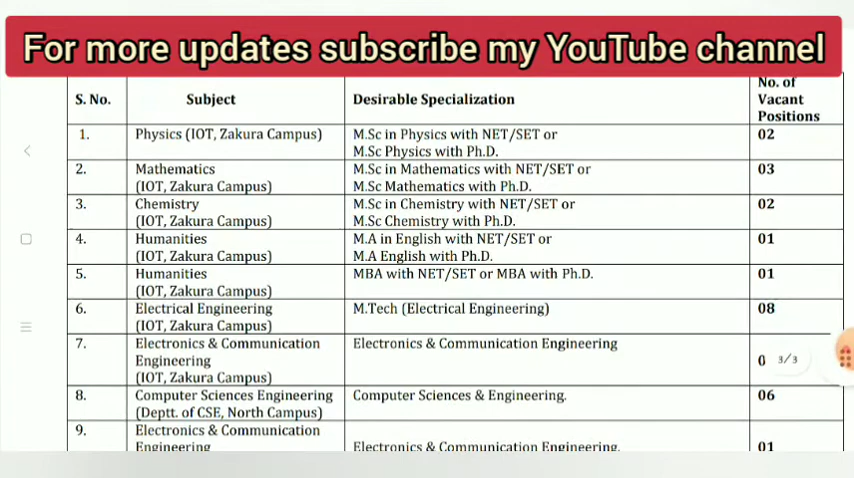 For more updates subscribe my YouTube channel
S. No. Subject Desirable Specialization No. of Vacant Positions
1. Physics (IOT, Zakura Campus) M.Sc in Physics with NET/SET or 02
M.Sc Physics with Ph.D.
2. Mathematics M.Sc in Mathematics with NET/SET or 03
(IOT, Zakura Campus) M.Sc Mathematics with Ph.D.
3. Chemistry M.Sc in Chemistry with NET/SET or 02
(IOT, Zakura Campus) M.Sc Chemistry with Ph.D.
4. Humanities M.A in English with NET/SET or 01
(IOT, Zakura Campus) M.A English with Ph.D.
5. Humanities MBA with NET/SET or MBA with Ph.D. 01
(IOT, Zakura Campus)
6. Electrical Engineering M.Tech (Electrical Engineering) 08
(IOT, Zakura Campus)
7. Electronics & Communication Electronics & Communication Engineering
Engineering 3/3
(IOT, Zakura Campus)
8. Computer Sciences Engineering Computer Sciences & Engineering. 06
(Deptt. of CSE, North Campus)
9. Electronics & Communication
Engineering Electronics & Communication Engineering. 01